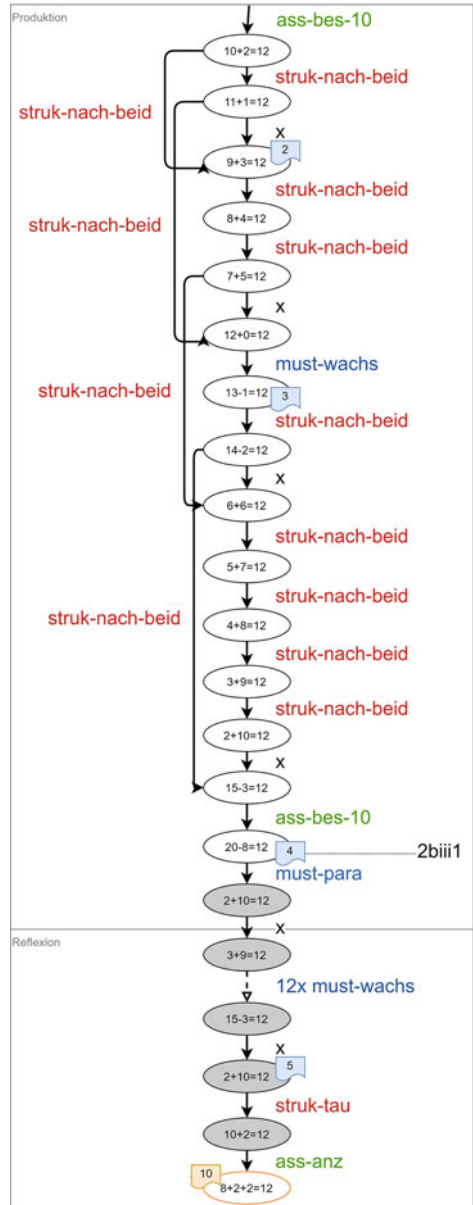 Produktion
ass-bes-10
10+2=12
struk-nach-beid
11+1=12
struk-nach-beid
x
2
9+3=12
struk-nach-beid
8+4=12
struk-nach-beid
struk-nach-beid
7+5=12
x
12+0=12
must-wachs
struk-nach-beid
13-1=12
3
struk-nach-beid
14-2=12
x
6+6=12
struk-nach-beid
5+7=12
struk-nach-beid
struk-nach-beid
4+8=12
struk-nach-beid
3+9=12
struk-nach-beid
2+10=12
x
15-3=12
ass-bes-10
20-8=12
4
2biii1
must-para
2+10=12
x
Reflexion
3+9=12
12x must-wachs
15-3=12
x
5
2+10=12
struk-tau
10+2=12
ass-anz
10
8+2+2=12